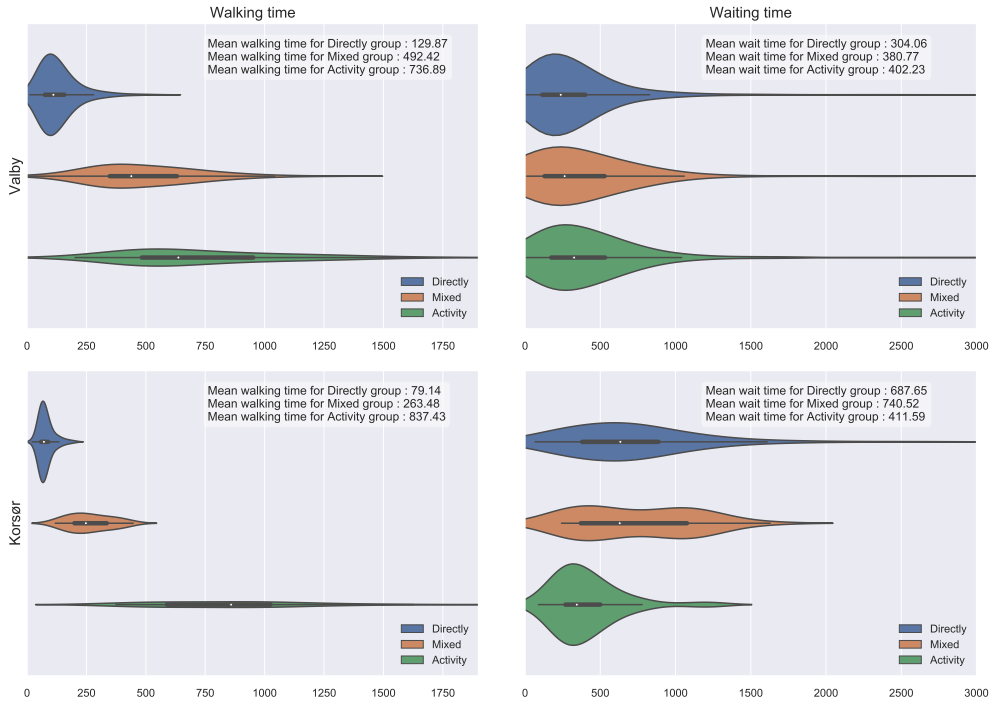 Walking time
Waiting time
Valby
Mean walking time for Directly group : 129.87
Mean walking time for Mixed group : 492.42
Mean walking time for Activity group : 736.89
Directly
Mixed
Activity
0 250 500 750 1000 1250 1500 1750
Mean wait time for Directly group : 304.06
Mean wait time for Mixed group : 380.77
Mean wait time for Activity group : 402.23
Directly
Mixed
Activity
0 500 1000 1500 2000 2500 3000
Korsør
Mean walking time for Directly group : 79.14
Mean walking time for Mixed group : 263.48
Mean walking time for Activity group : 837.43
Directly
Mixed
Activity
0 250 500 750 1000 1250 1500 1750
Mean wait time for Directly group : 687.65
Mean wait time for Mixed group : 740.52
Mean wait time for Activity group : 411.59
Directly
Mixed
Activity
0 500 1000 1500 2000 2500 3000